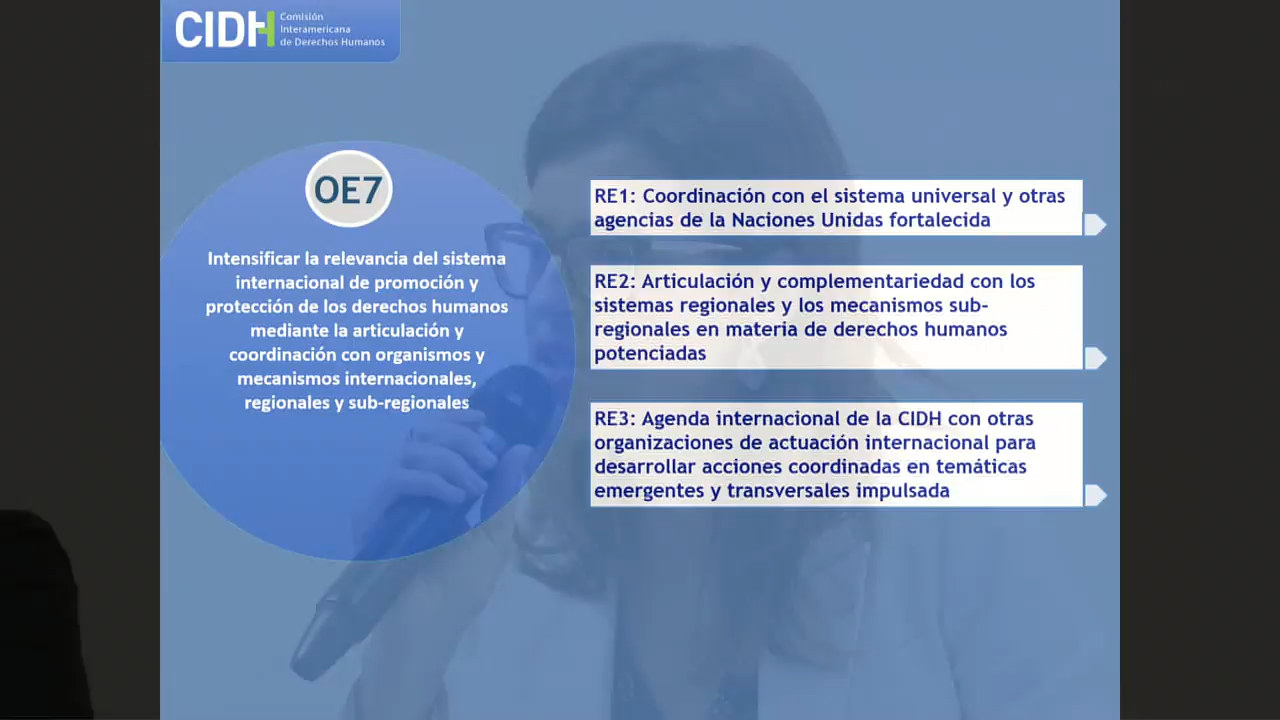 CIDH
Comisión
Interamericana
de Derechos Humanos
OE7
Intensificar la relevancia del sistema
internacional de promoción y
protección de los derechos humanos
mediante la articulación y
coordinación con organismos y
mecanismos internacionales,
regionales y sub-regionales
RE1: Coordinación con el sistema universal y otras
agencias de la Naciones Unidas fortalecida
RE2: Articulación y complementariedad con los
sistemas regionales y los mecanismos sub-
regionales en materia de derechos humanos
potenciadas
RE3: Agenda internacional de la CIDH con otras
organizaciones de actuación internacional para
desarrollar acciones coordinadas en temáticas
emergentes y transversales impulsada